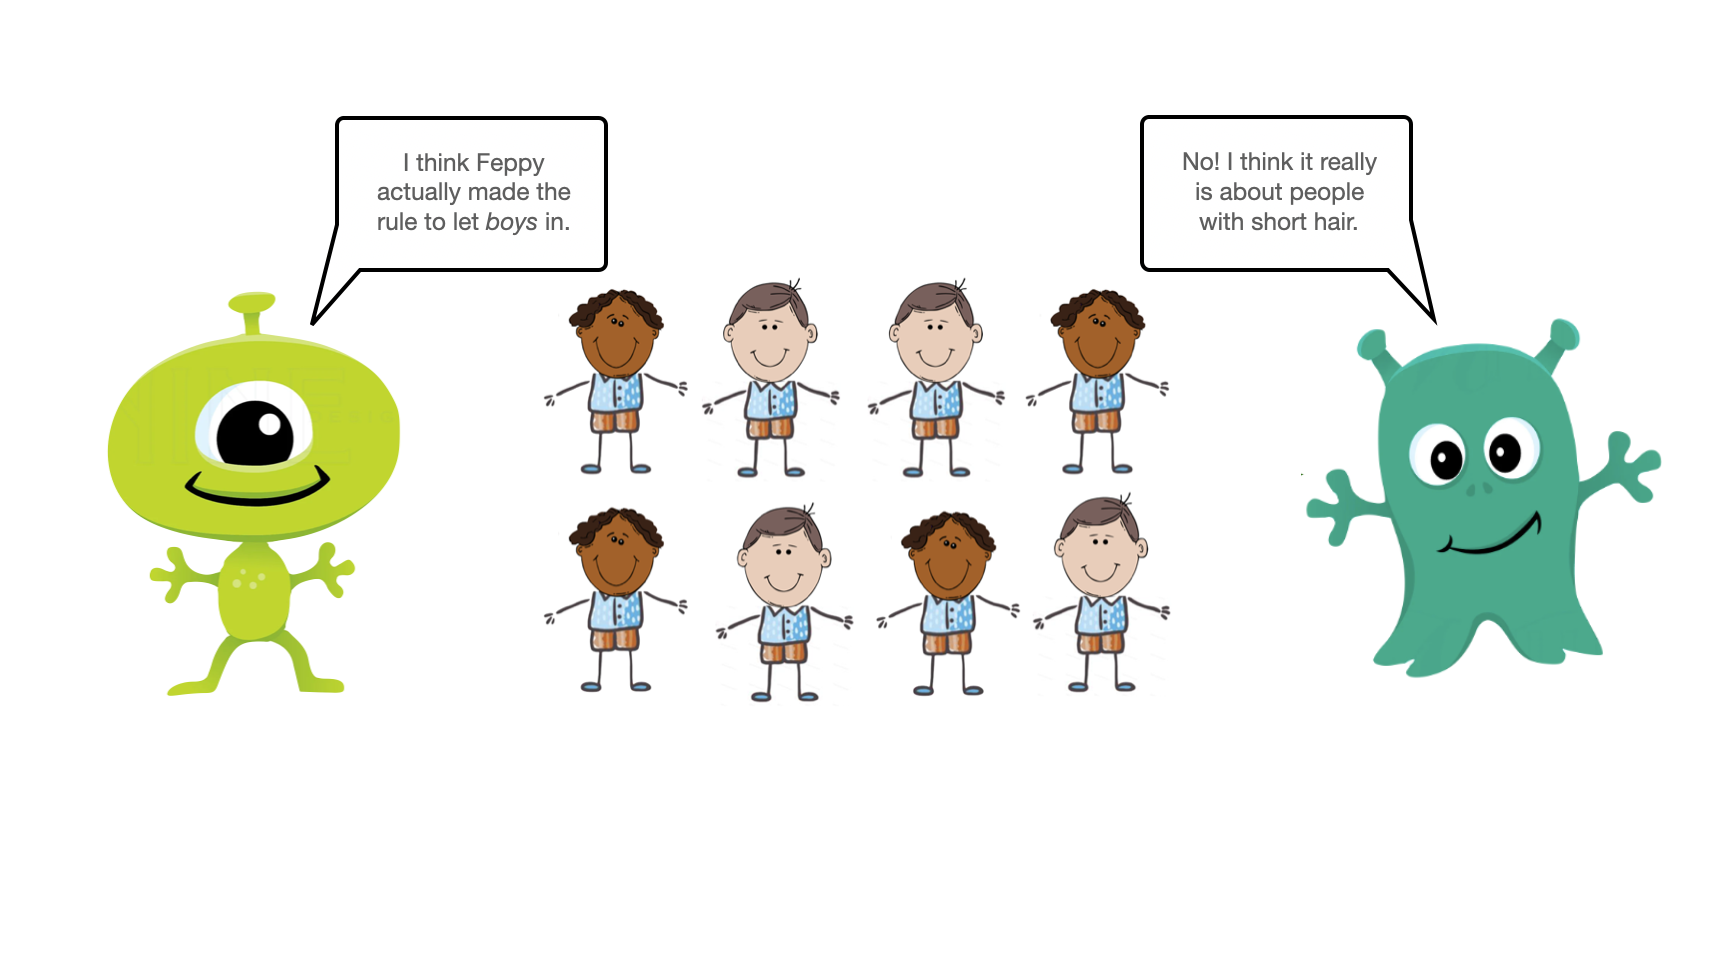 I think Feppy
actually made the
rule to let boys in.
No! I think it really
is about people
with short hair.